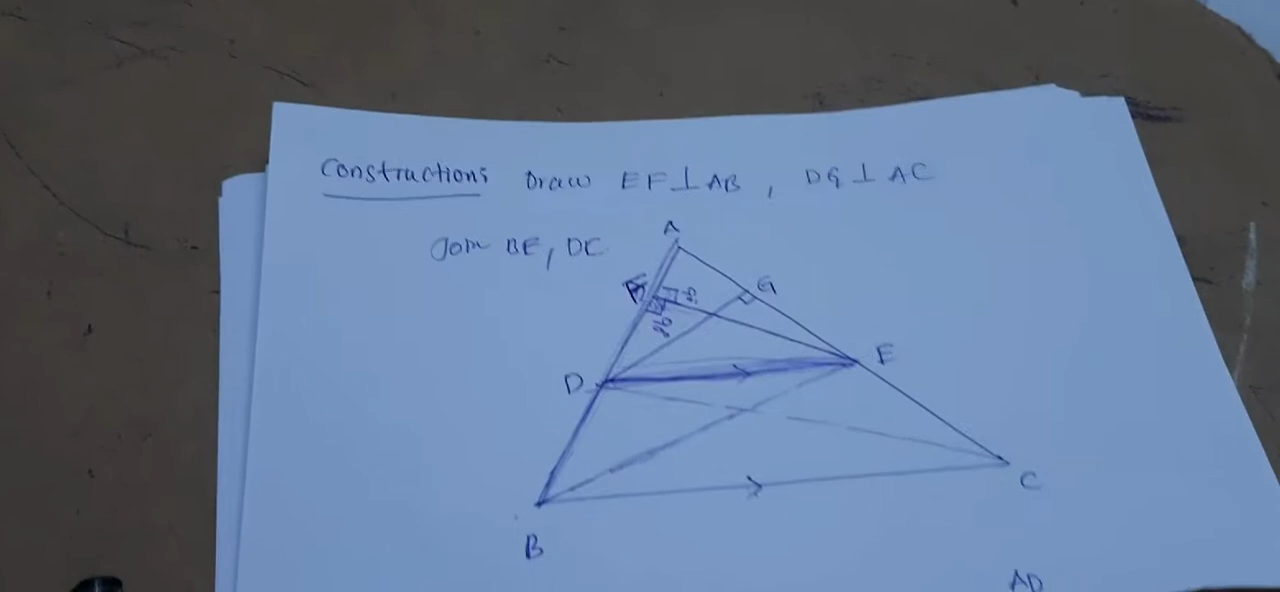 Constructions Draw EF⊥AB, DG⊥AC
Join BE, DC
A
G
E
D
C
B
AD